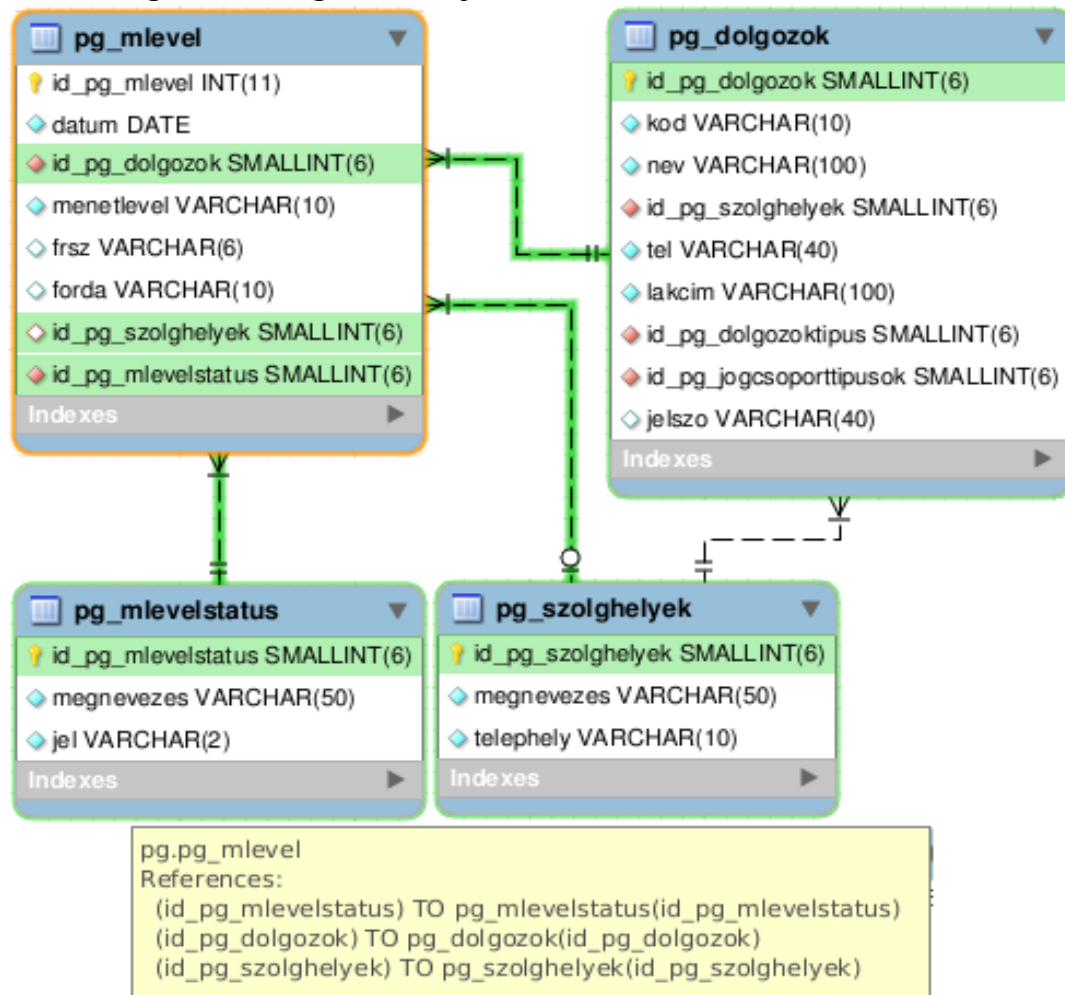 pg_mlevel
id_pg_mlevel INT(11)
datum DATE
id_pg_dolgozok SMALLINT(6)
menetlevel VARCHAR(10)
frsz VARCHAR(6)
forda VARCHAR(10)
id_pg_szolghelyek SMALLINT(6)
id_pg_mlevelstatus SMALLINT(6)
Indexes
pg_dolgozok
id_pg_dolgozok SMALLINT(6)
kod VARCHAR(10)
nev VARCHAR(100)
id_pg_szolghelyek SMALLINT(6)
tel VARCHAR(40)
lakcim VARCHAR(100)
id_pg_dolgozoktipus SMALLINT(6)
id_pg_jogcsoporttipusok SMALLINT(6)
jelszo VARCHAR(40)
Indexes
pg_mlevelstatus
id_pg_mlevelstatus SMALLINT(6)
megnevezes VARCHAR(50)
jel VARCHAR(2)
Indexes
pg_szolghelyek
id_pg_szolghelyek SMALLINT(6)
megnevezes VARCHAR(50)
telephely VARCHAR(10)
Indexes
pg.pg_mlevel
References:
(id_pg_mlevelstatus) TO pg_mlevelstatus(id_pg_mlevelstatus)
(id_pg_dolgozok) TO pg_dolgozok(id_pg_dolgozok)
(id_pg_szolghelyek) TO pg_szolghelyek(id_pg_szolghelyek)